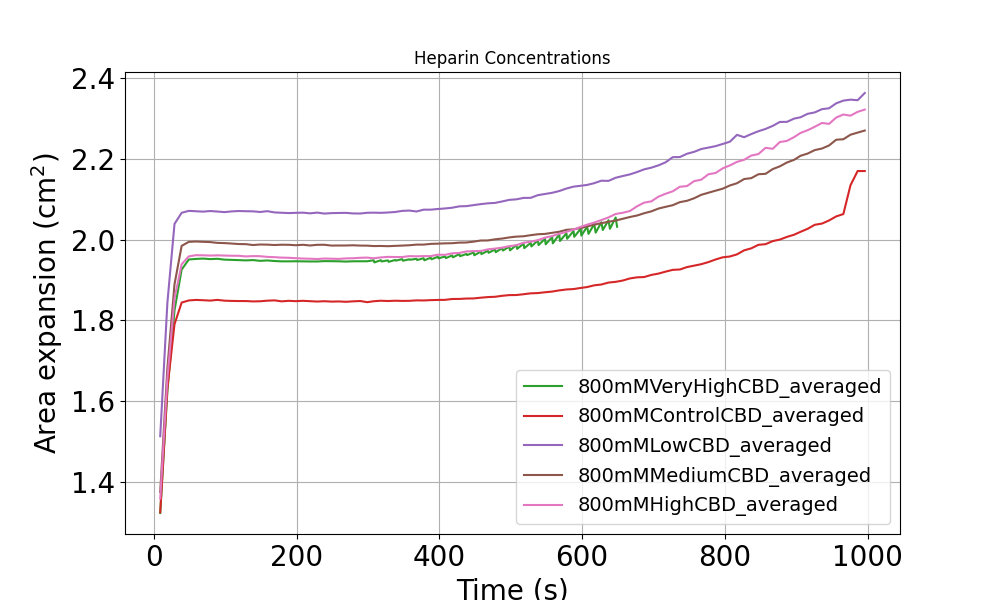 Heparin Concentrations
Area expansion (cm²)
2.4
2.2
2.0
1.8
1.6
1.4
800mMVeryHighCBD_averaged
800mMControlCBD_averaged
800mMLowCBD_averaged
800mMMediumCBD_averaged
800mMHighCBD_averaged
0 200 400 600 800 1000
Time (s)